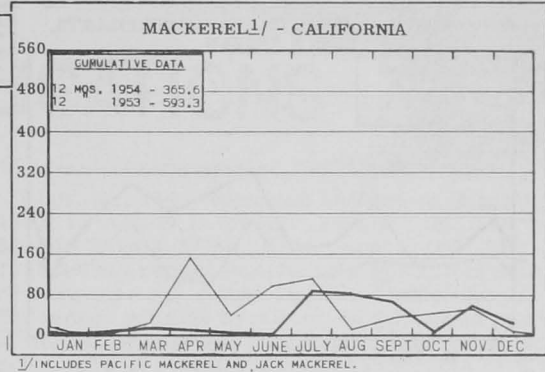 MACKEREL1/ - CALIFORNIA
560
CUMULATIVE DATA
480
12 MOS. 1954 - 365.6
12 " 1953 - 593.3
400
320
240
160
80
0
JAN FEB MAR APR MAY JUNE JULY AUG SEPT OCT NOV DEC
1/INCLUDES PACIFIC MACKEREL AND JACK MACKEREL.